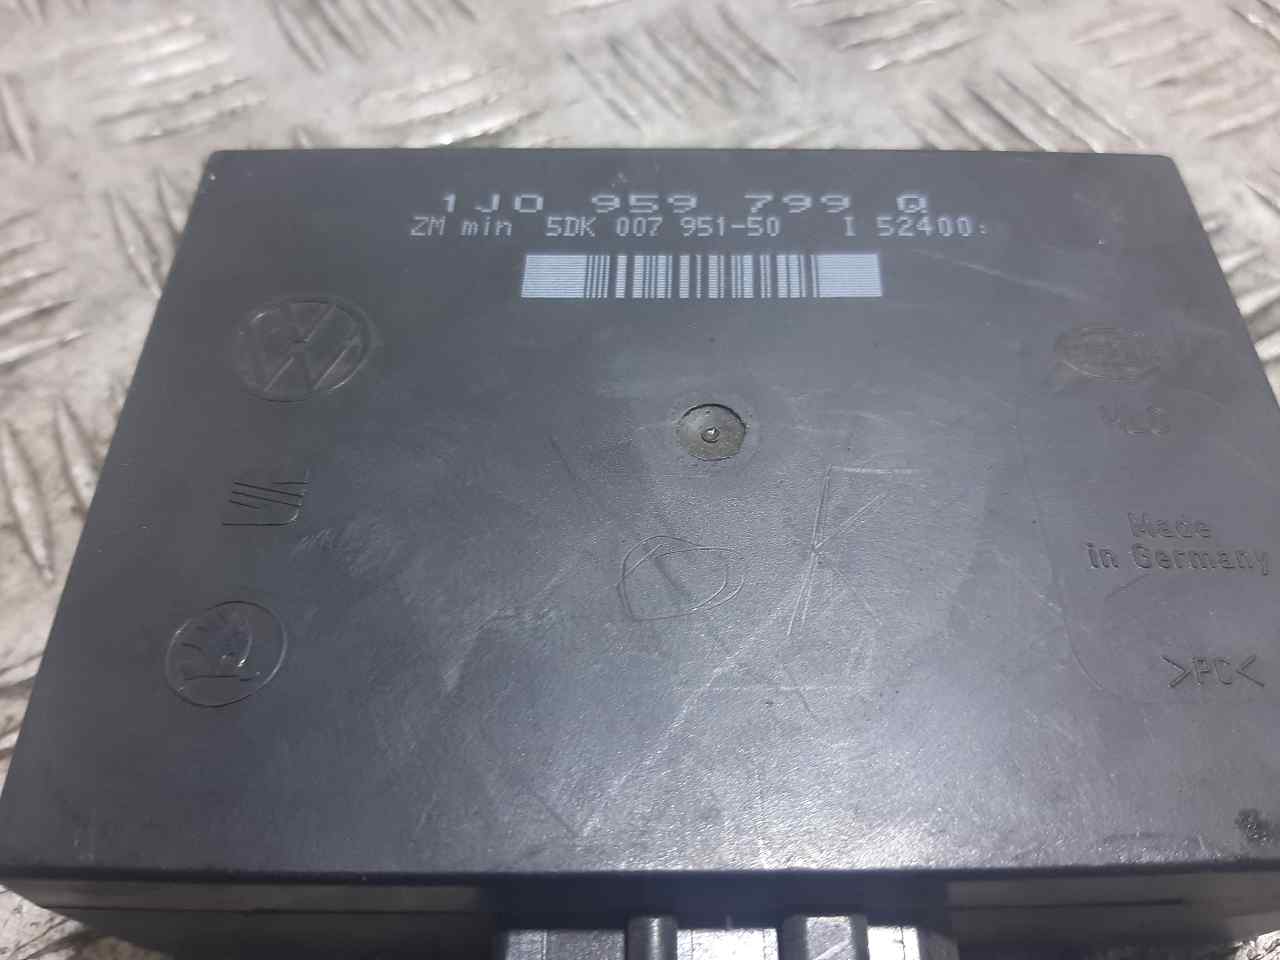 1J0 959 799 Q
ZM min 5DK 007 951-50 I 52400
Made
in Germany
>PC<